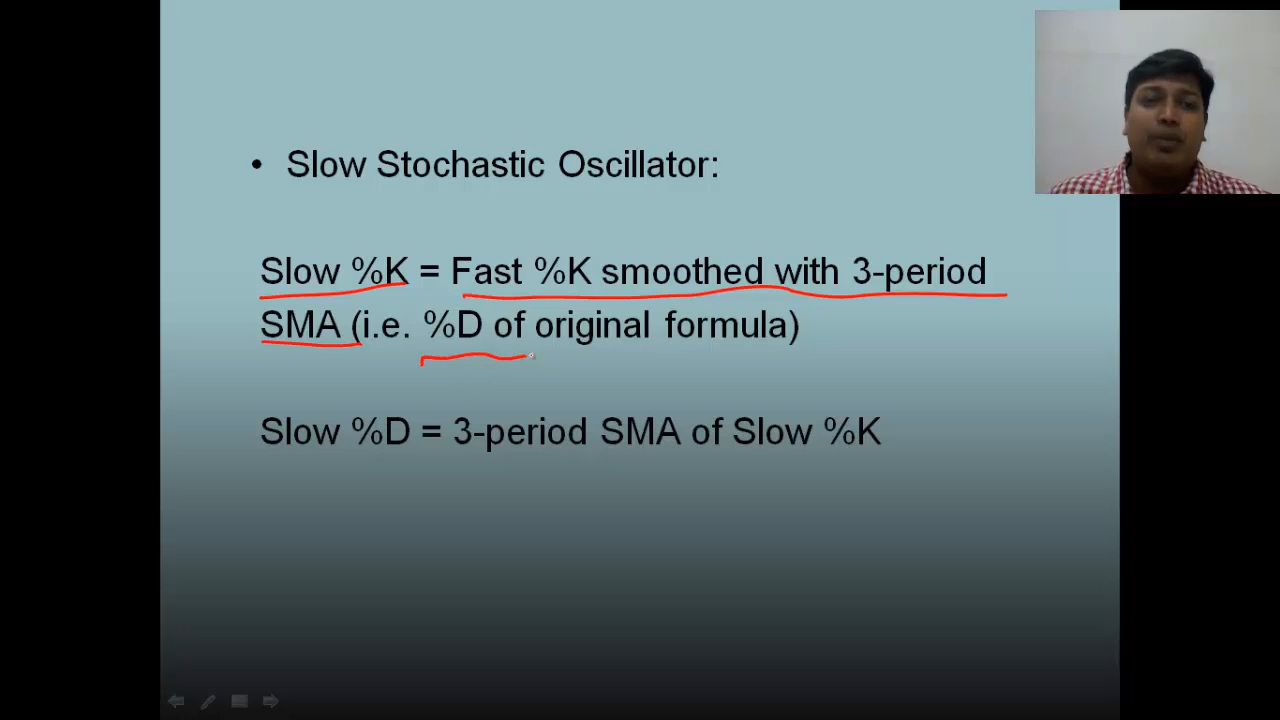 • Slow Stochastic Oscillator:
Slow %K = Fast %K smoothed with 3-period
SMA (i.e. %D of original formula)
Slow %D = 3-period SMA of Slow %K